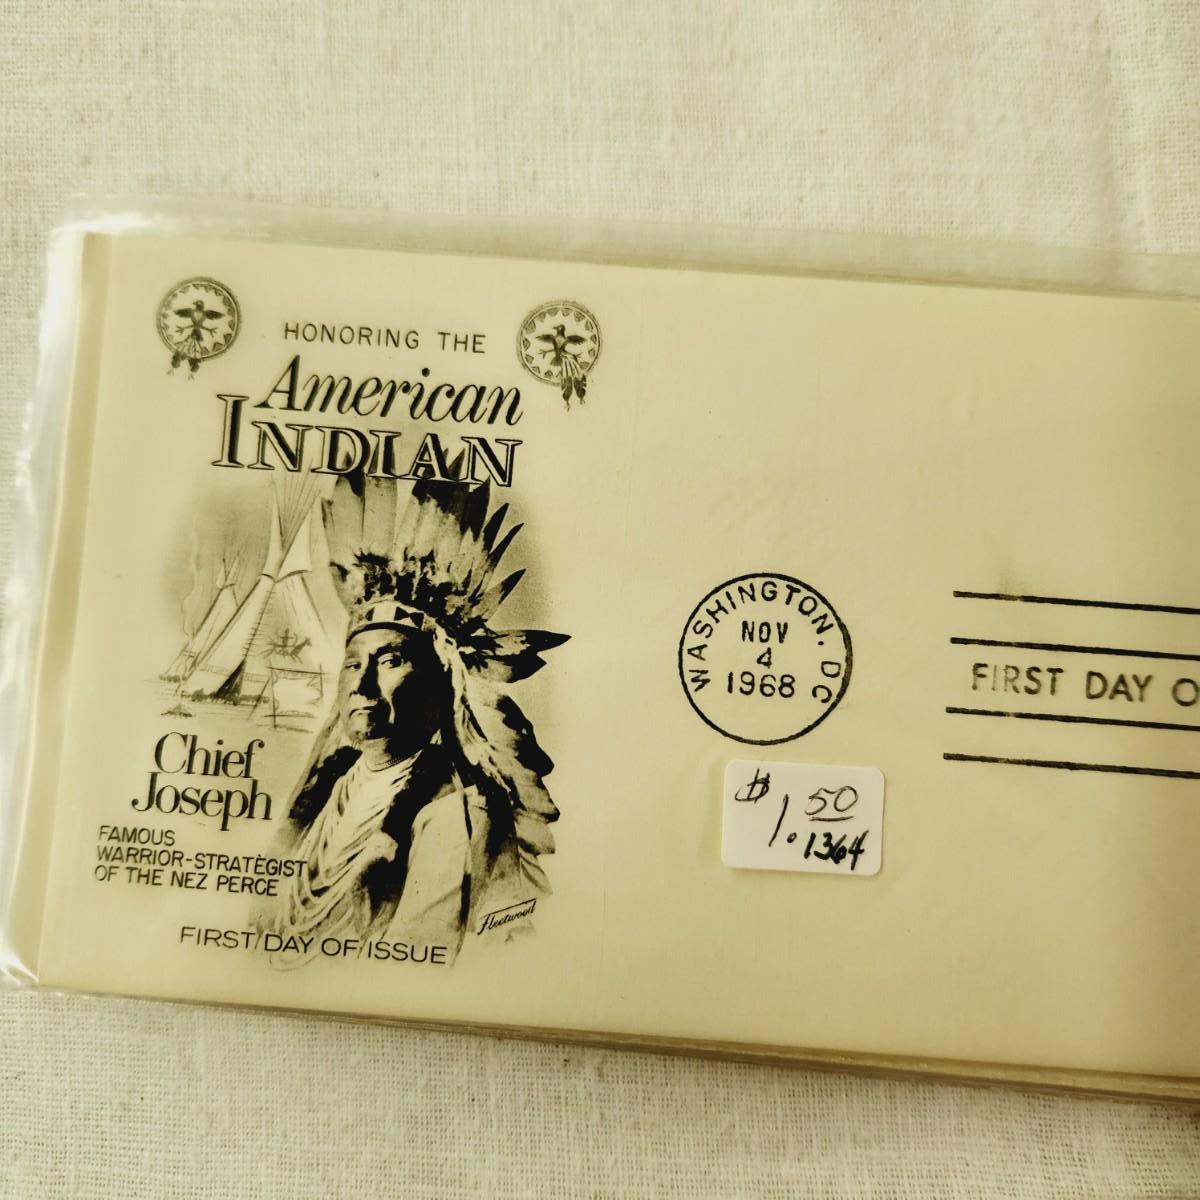 HONORING THE
American
INDIAN
Chief
Joseph
FAMOUS
WARRIOR-STRATEGIST
OF THE NEZ PERCE
FIRST DAY OF ISSUE
Fleetwood
WASHINGTON, DC
NOV
4
1968
FIRST DAY O
$1.50
1364